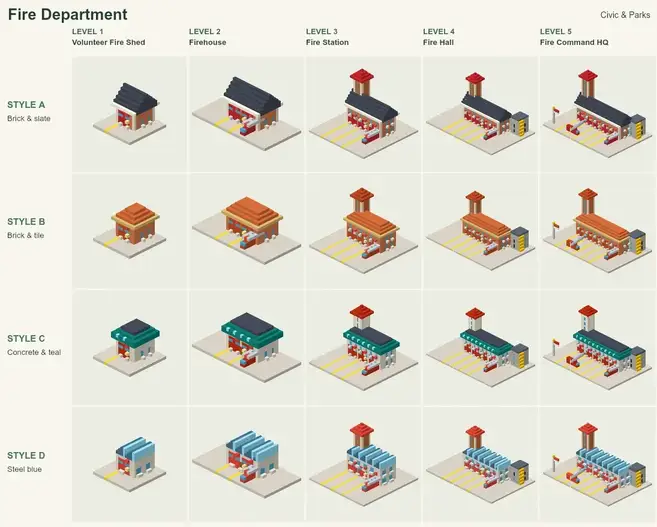 Fire Department
Civic & Parks
LEVEL 1
Volunteer Fire Shed
LEVEL 2
Firehouse
LEVEL 3
Fire Station
LEVEL 4
Fire Hall
LEVEL 5
Fire Command HQ
STYLE A
Brick & slate
STYLE B
Brick & tile
STYLE C
Concrete & teal
STYLE D
Steel blue